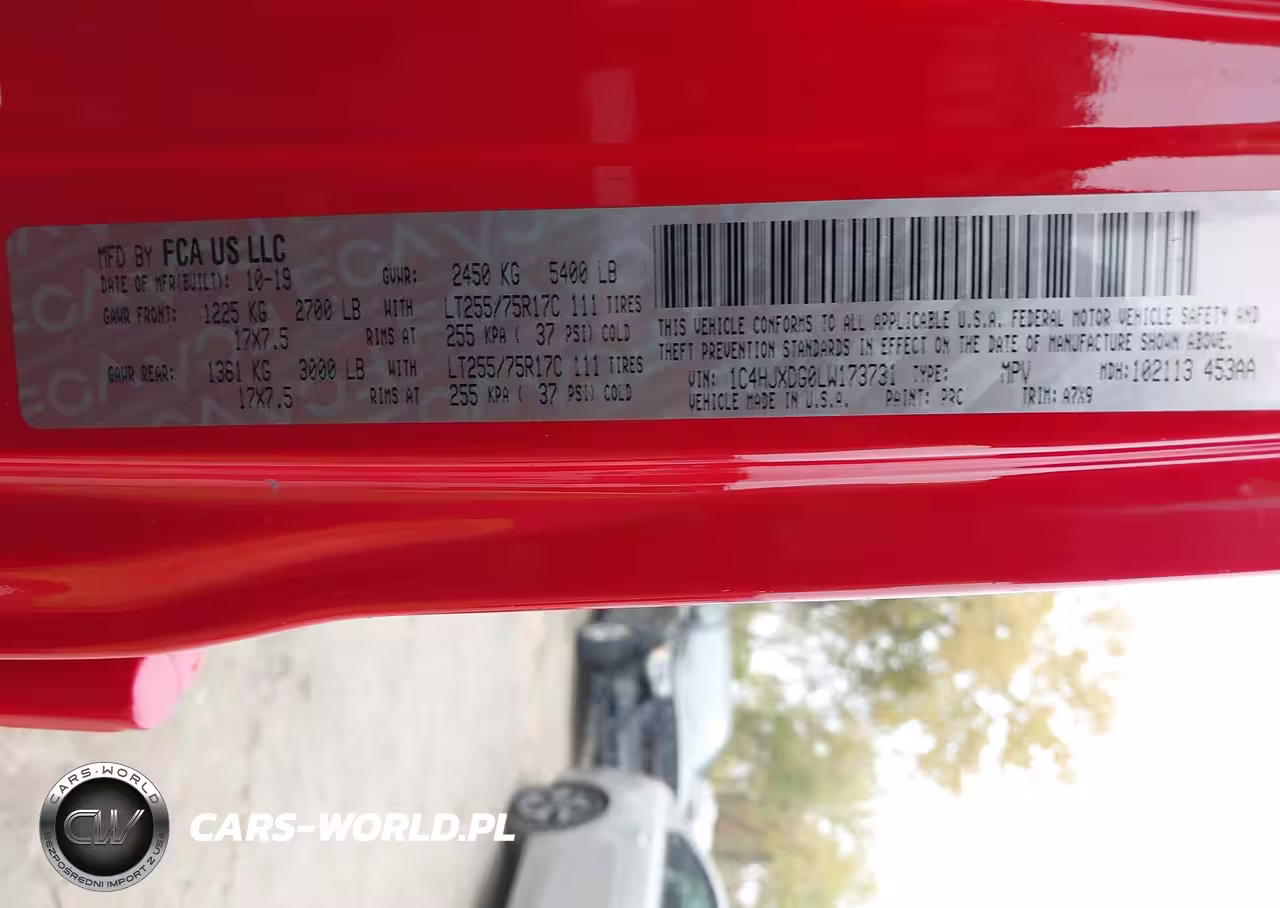 MFD BY FCA US LLC
DATE OF MFR(BUILT): 10-19 GVWR: 2450 KG 5400 LB
GAWR FRONT: 1225 KG 2700 LB WITH LT255/75R17C 111 TIRES
17X7.5 RIMS AT 255 KPA ( 37 PSI) COLD
GAWR REAR: 1361 KG 3000 LB WITH LT255/75R17C 111 TIRES
17X7.5 RIMS AT 255 KPA ( 37 PSI) COLD
THIS VEHICLE CONFORMS TO ALL APPLICABLE U.S.A. FEDERAL MOTOR VEHICLE SAFETY AND
THEFT PREVENTION STANDARDS IN EFFECT ON THE DATE OF MANUFACTURE SHOWN ABOVE.
VIN: 1C4HJXDG0LW173731 TYPE: MPV MDH:102113 453AA
VEHICLE MADE IN U.S.A. PAINT: PRC TRIM: A7X9
CARS-WORLD
CW
BEZPOŚREDNI IMPORT Z USA
CARS-WORLD.PL